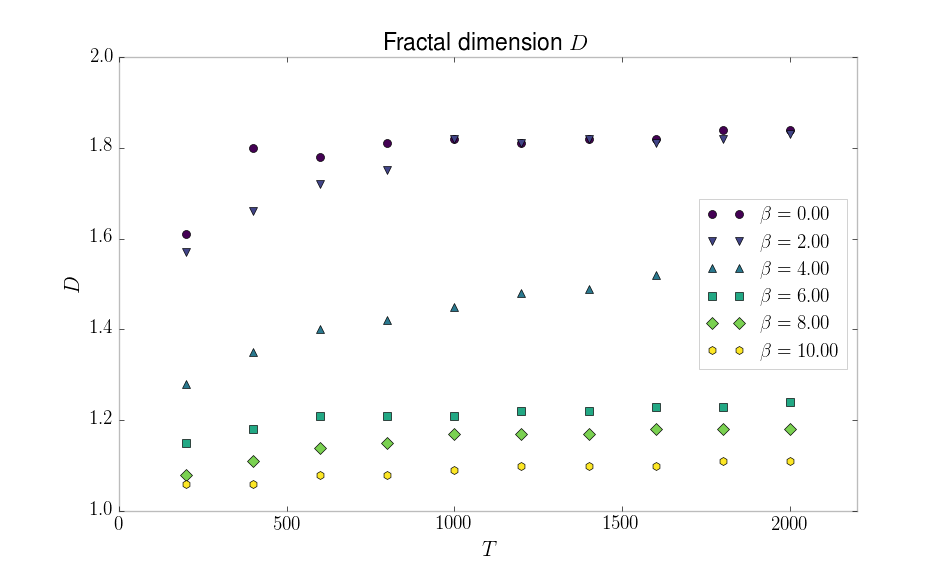 Fractal dimension D
2.0
1.8
1.6
1.4
1.2
1.0
D
β = 0.00
β = 2.00
β = 4.00
β = 6.00
β = 8.00
β = 10.00
0 500 1000 1500 2000
T